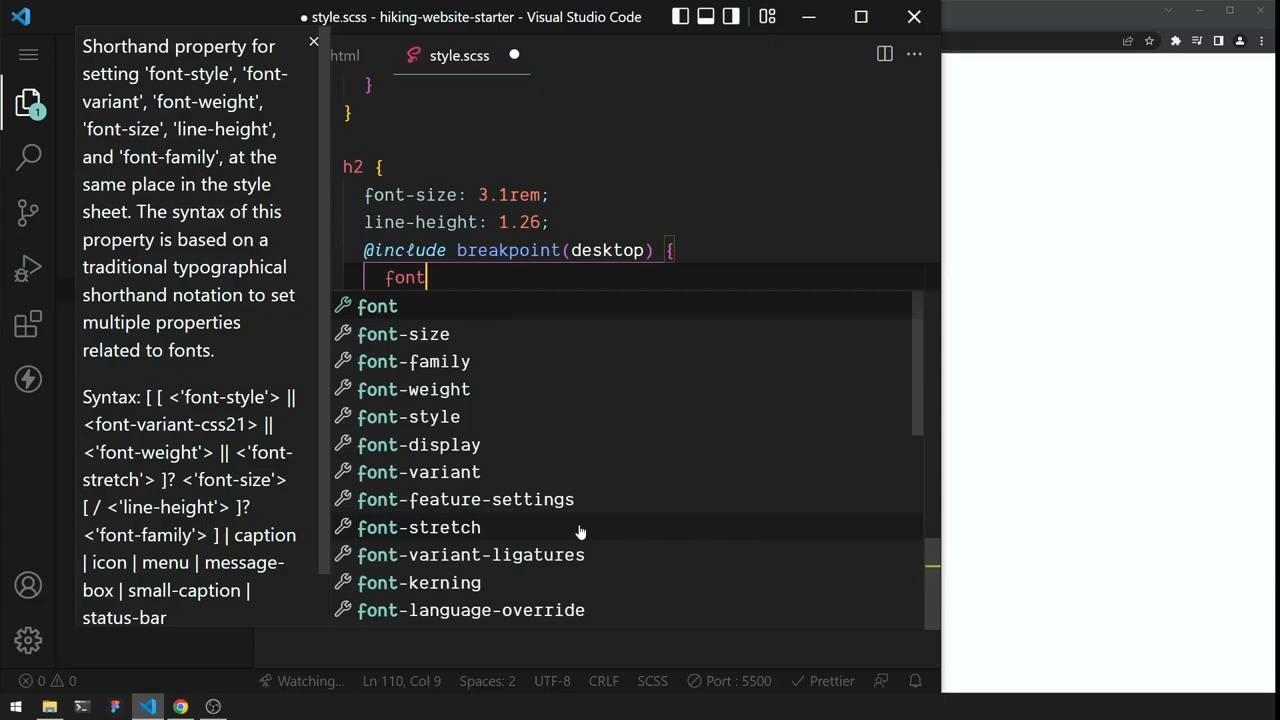 style.scss - hiking-website-starter - Visual Studio Code
Shorthand property for
setting 'font-style', 'font-
variant', 'font-weight',
'font-size', 'line-height',
and 'font-family', at the
same place in the style
sheet. The syntax of this
property is based on a
traditional typographical
shorthand notation to set
multiple properties
related to fonts.
Syntax: [ [ <'font-style'> ||
<font-variant-css21> ||
<'font-weight'> || <'font-
stretch'> ]? <'font-size'>
[ / <'line-height'> ]?
<'font-family'> ] | caption
| icon | menu | message-
box | small-caption |
status-bar
html
style.scss
}
}
h2 {
font-size: 3.1rem;
line-height: 1.26;
@include breakpoint(desktop) {
font
font
font-size
font-family
font-weight
font-style
font-display
font-variant
font-feature-settings
font-stretch
font-variant-ligatures
font-kerning
font-language-override
1
0 0
Watching...
Ln 110, Col 9
Spaces: 2
UTF-8
CRLF
SCSS
Port : 5500
Prettier